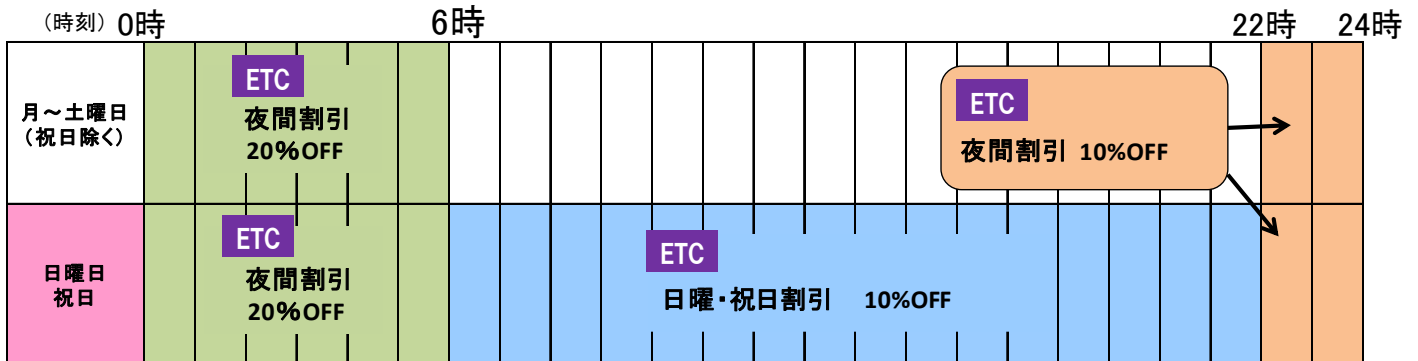 (時刻) 0時 6時 22時 24時
月～土曜日
(祝日除く)
ETC
夜間割引
20%OFF
ETC
夜間割引 10%OFF
日曜日
祝日
ETC
夜間割引
20%OFF
ETC
日曜・祝日割引 10%OFF